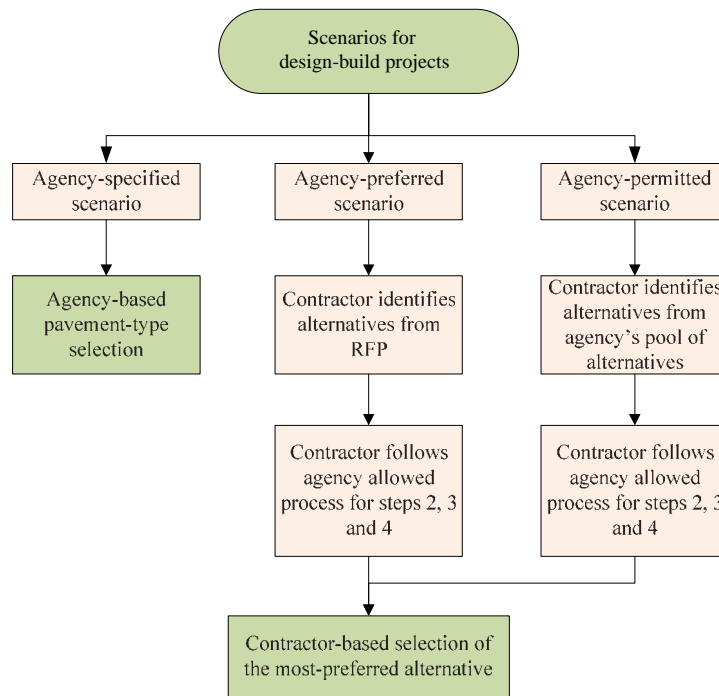 Scenarios for
design-build projects
Agency-specified
scenario
Agency-preferred
scenario
Agency-permitted
scenario
Agency-based
pavement-type
selection
Contractor identifies
alternatives from
RFP
Contractor identifies
alternatives from
agency's pool of
alternatives
Contractor follows
agency allowed
process for steps 2, 3
and 4
Contractor follows
agency allowed
process for steps 2, 3
and 4
Contractor-based selection of
the most-preferred alternative